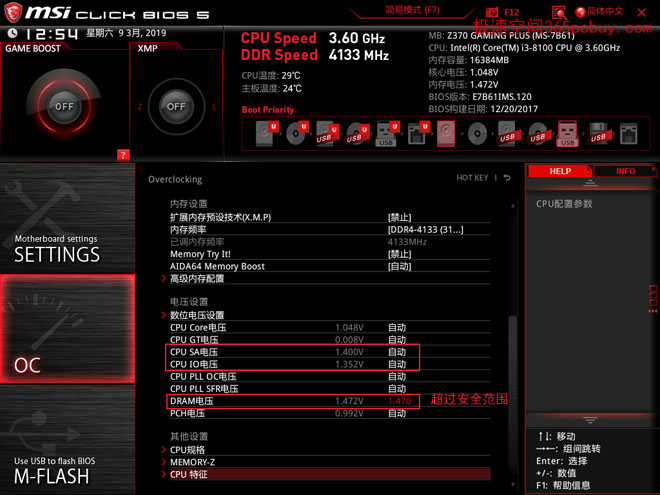 msi CLICK BIOS 5
简易模式 (F7)
F12
简体中文
X
极速空间365pobuy.com
12:54 星期六 9 3月, 2019
GAME BOOST
XMP
OFF
OFF
2
1
?
CPU Speed 3.60 GHz
DDR Speed 4133 MHz
CPU温度: 29°C
主板温度: 24°C
MB: Z370 GAMING PLUS (MS-7B61)
CPU: Intel(R) Core(TM) i3-8100 CPU @ 3.60GHz
内存容量: 16384MB
核心电压: 1.048V
内存电压: 1.472V
BIOS版本: E7B61IMS.120
BIOS构建日期: 12/20/2017
Boot Priority
U
U
USB U
USB U
USB U
U
USB
USB
USB
USB
Motherboard settings
SETTINGS
OC
Use USB to flash BIOS
M-FLASH
Overclocking
HOT KEY
内存设置
扩展内存预设技术(X.M.P) [禁止]
内存频率 [DDR4-4133 (31...]
已调内存频率 4133MHz
Memory Try It! [禁止]
AIDA64 Memory Boost [自动]
高级内存配置
电压设置
数位电压设置
CPU Core电压 1.048V 自动
CPU GT电压 0.008V 自动
CPU SA电压 1.400V 自动
CPU IO电压 1.352V 自动
CPU PLL OC电压 自动
CPU PLL SFR电压 自动
DRAM电压 1.472V 1.470 超过安全范围
PCH电压 0.992V 自动
其他设置
CPU规格
MEMORY-Z
CPU 特征
HELP
INFO
CPU配置参数
↑↓: 移动
→←: 组间跳转
Enter: 选择
+/-: 数值
F1: 帮助信息